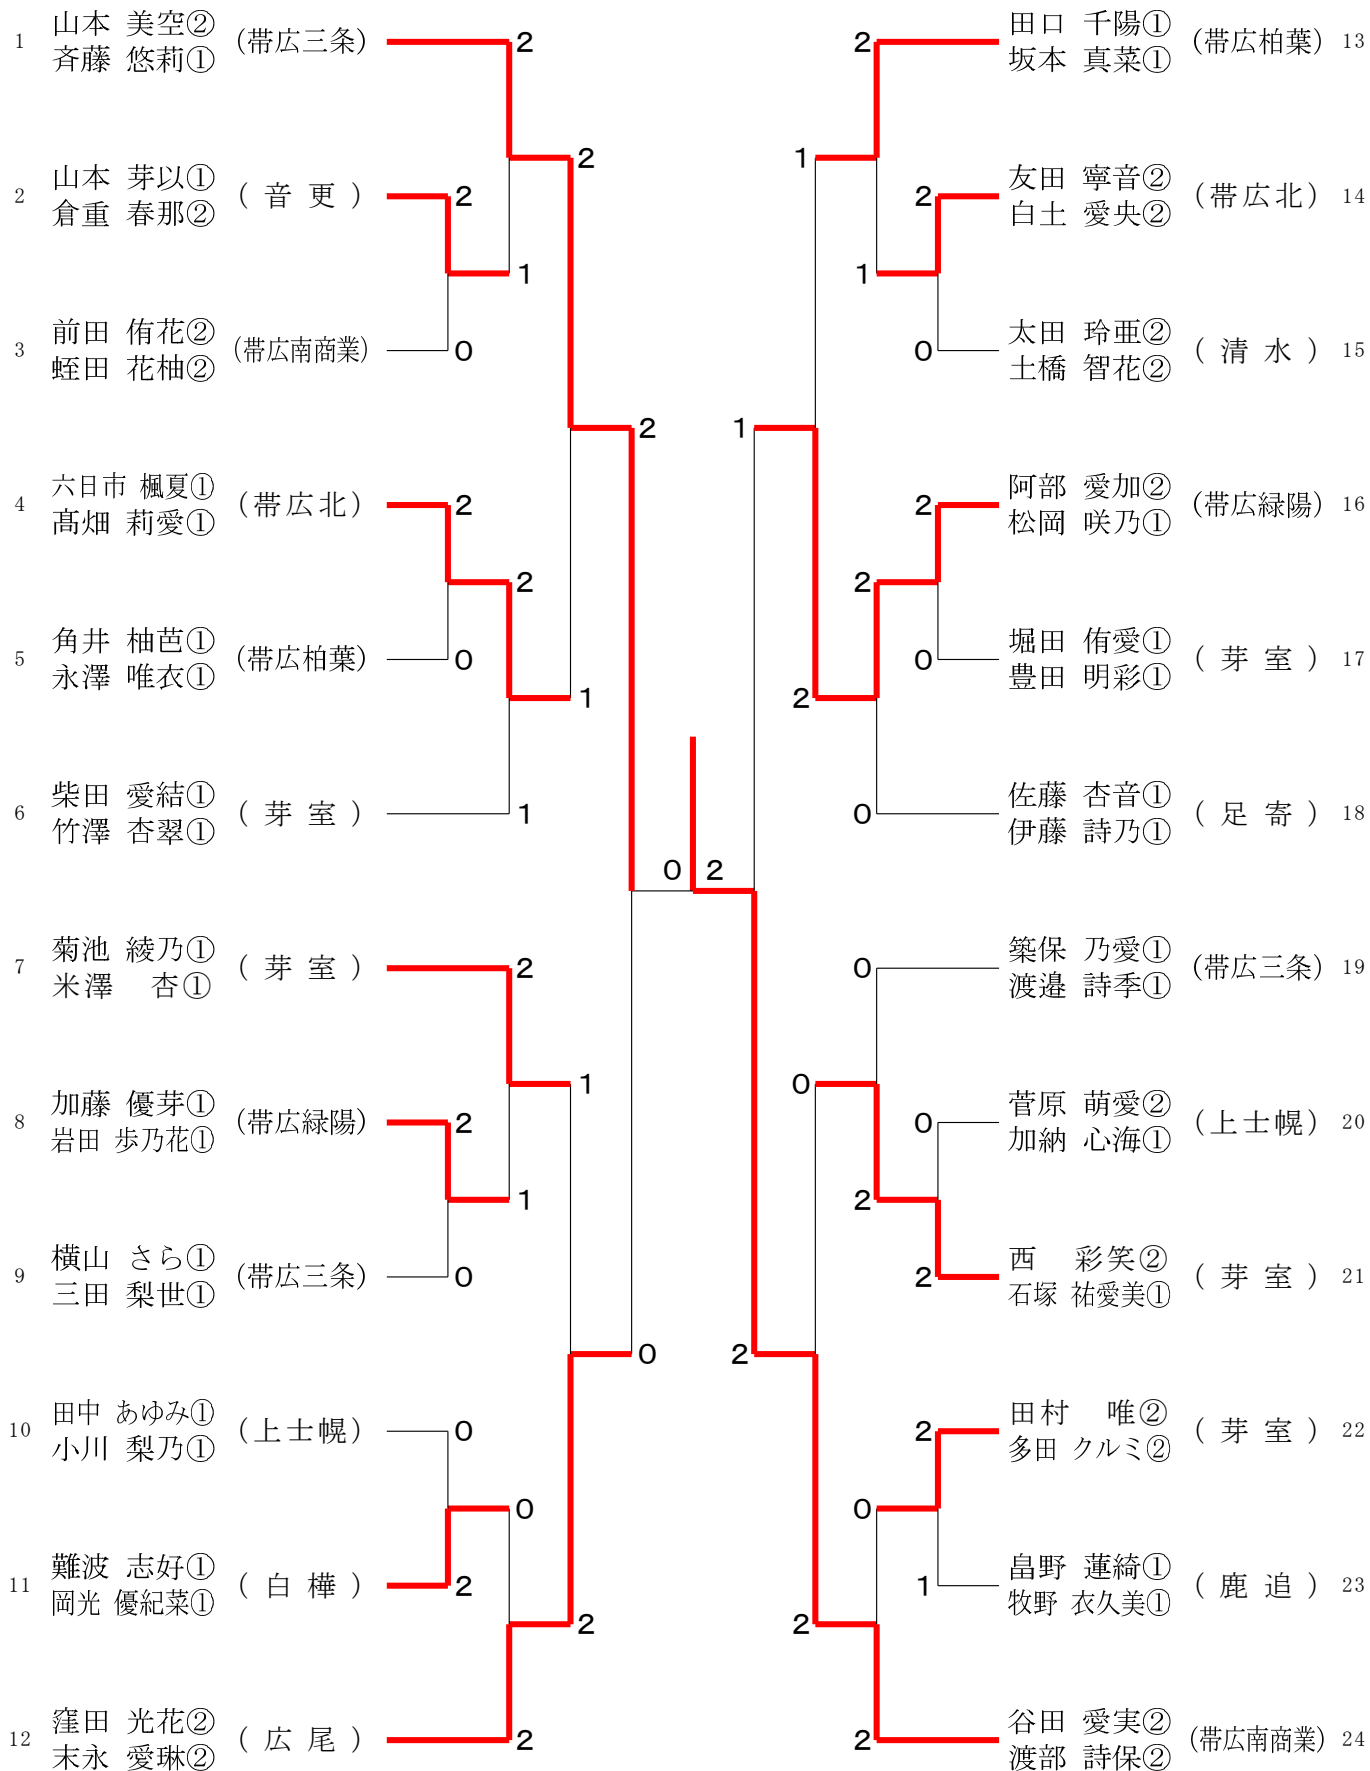 1 山本 美空② (帯広三条) 2
斉藤 悠莉①
2
2 山本 芽以① ( 音 更 ) 2
倉重 春那②
1
3 前田 侑花② (帯広南商業) 0
蛭田 花柚②
2
4 六日市 楓夏① (帯広北) 2
髙畑 莉愛①
2
5 角井 柚芭① (帯広柏葉) 0
永澤 唯衣①
1
6 柴田 愛結① ( 芽 室 ) 1
竹澤 杏翠①
0 2
7 菊池 綾乃① ( 芽 室 ) 2
米澤 杏①
1
8 加藤 優芽① (帯広緑陽) 2
岩田 歩乃花①
1
9 横山 さら① (帯広三条) 0
三田 梨世①
0
10 田中 あゆみ① (上士幌) 0
小川 梨乃①
0
11 難波 志好① ( 白 樺 ) 2
岡光 優紀菜①
2
12 窪田 光花② ( 広 尾 ) 2
末永 愛琳②
2 田口 千陽① (帯広柏葉) 13
坂本 真菜①
1
2 友田 寧音② (帯広北) 14
白土 愛央②
1
0 太田 玲亜② ( 清 水 ) 15
土橋 智花②
1
2 阿部 愛加② (帯広緑陽) 16
松岡 咲乃①
2
0 堀田 侑愛① ( 芽 室 ) 17
豊田 明彩①
2
0 佐藤 杏音① ( 足 寄 ) 18
伊藤 詩乃①
0 築保 乃愛① (帯広三条) 19
渡邉 詩季①
0
0 菅原 萌愛② (上士幌) 20
加納 心海①
2
2 西 彩笑② ( 芽 室 ) 21
石塚 祐愛美①
2
2 田村 唯② ( 芽 室 ) 22
多田 クルミ②
0
1 畠野 蓮綺① ( 鹿 追 ) 23
牧野 衣久美①
2
2 谷田 愛実② (帯広南商業) 24
渡部 詩保②